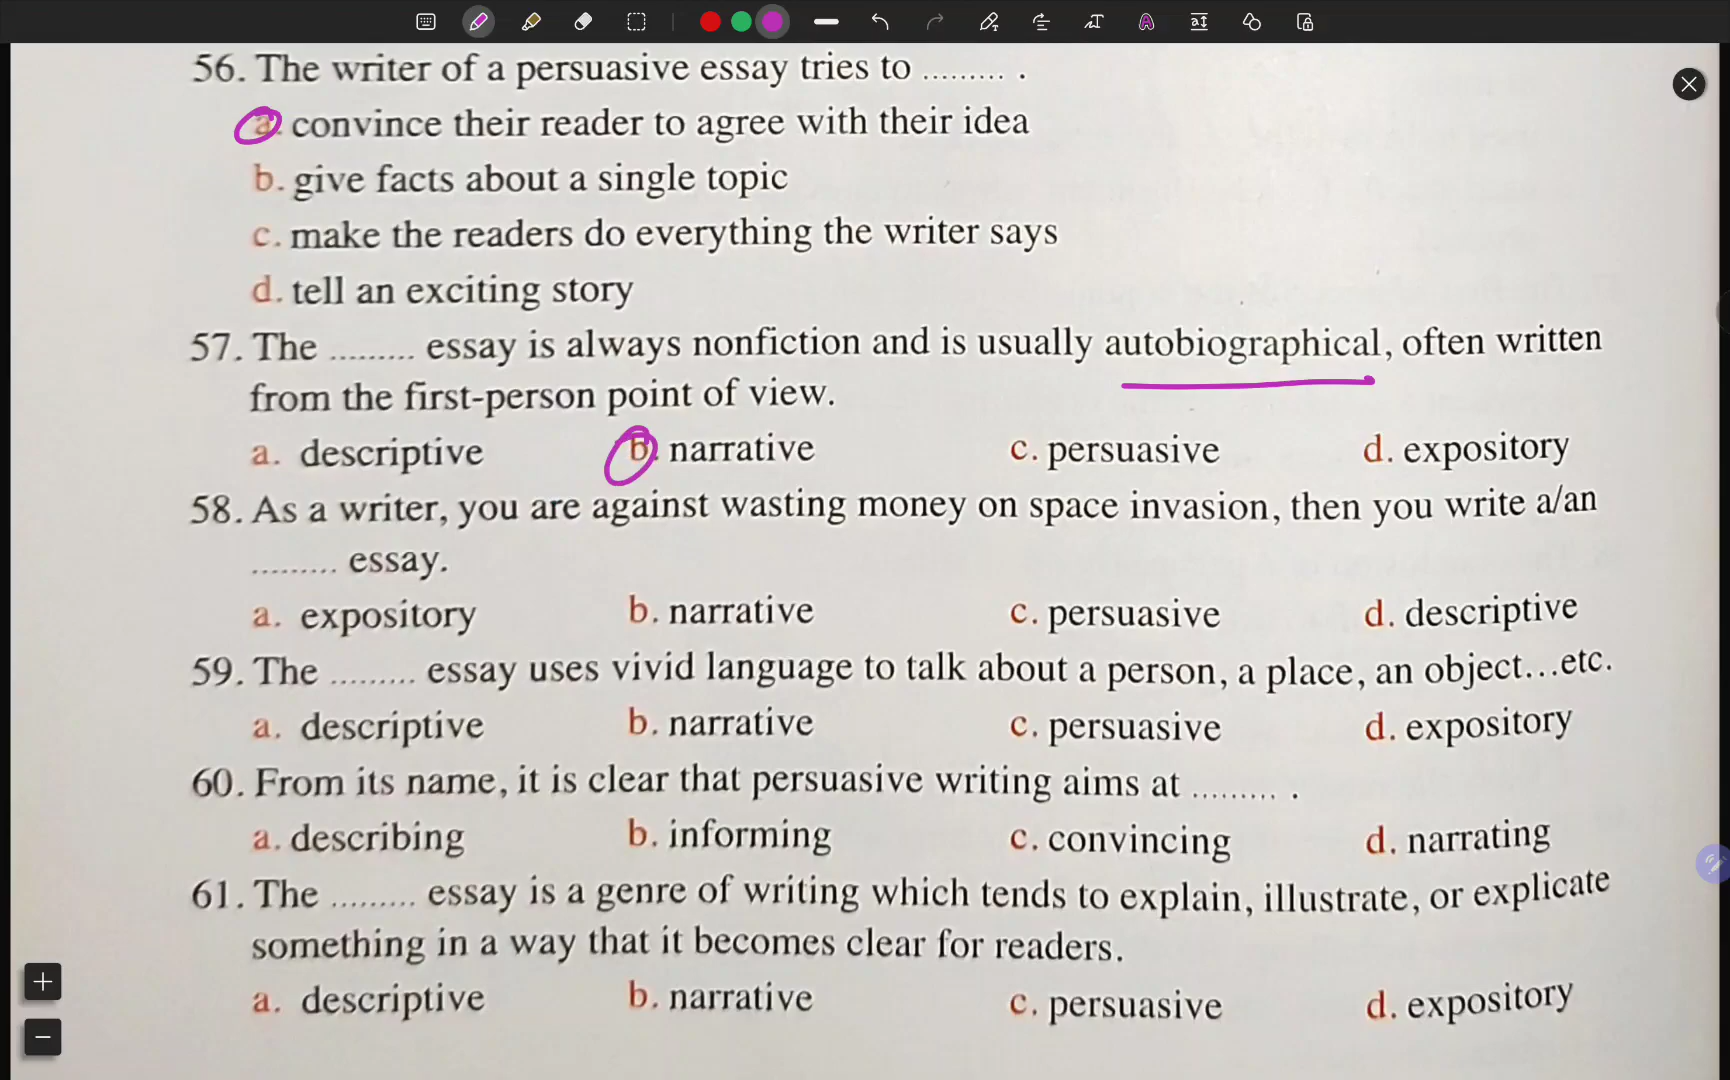 56. The writer of a persuasive essay tries to ......... .
a. convince their reader to agree with their idea
b. give facts about a single topic
c. make the readers do everything the writer says
d. tell an exciting story
57. The ......... essay is always nonfiction and is usually autobiographical, often written
from the first-person point of view.
a. descriptive b. narrative c. persuasive d. expository
58. As a writer, you are against wasting money on space invasion, then you write a/an
......... essay.
a. expository b. narrative c. persuasive d. descriptive
59. The ......... essay uses vivid language to talk about a person, a place, an object...etc.
a. descriptive b. narrative c. persuasive d. expository
60. From its name, it is clear that persuasive writing aims at ......... .
a. describing b. informing c. convincing d. narrating
61. The ......... essay is a genre of writing which tends to explain, illustrate, or explicate
something in a way that it becomes clear for readers.
a. descriptive b. narrative c. persuasive d. expository